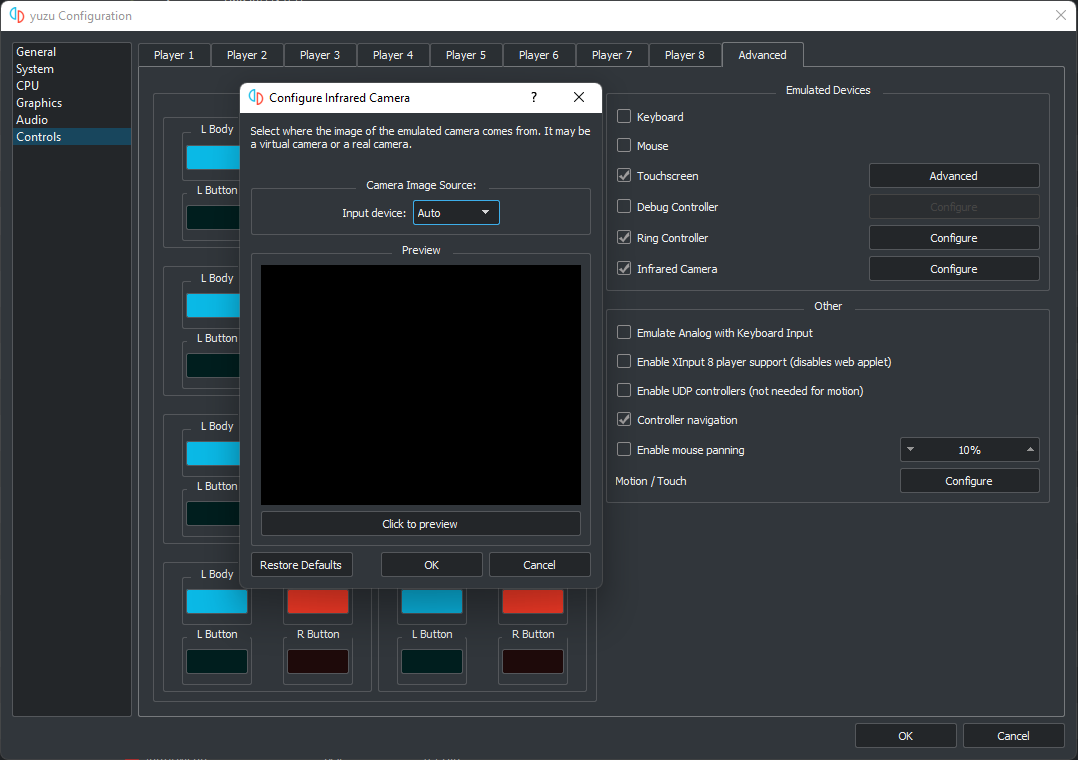 yuzu Configuration
General
System
CPU
Graphics
Audio
Controls
Player 1
Player 2
Player 3
Player 4
Player 5
Player 6
Player 7
Player 8
Advanced
L Body
L Button
L Body
L Button
L Body
L Button
L Body
L Button
R Button
L Button
R Button
Configure Infrared Camera
?
Select where the image of the emulated camera comes from. It may be
a virtual camera or a real camera.
Camera Image Source:
Input device:
Auto
Preview
Click to preview
Restore Defaults
OK
Cancel
Emulated Devices
Keyboard
Mouse
Touchscreen
Advanced
Debug Controller
Configure
Ring Controller
Configure
Infrared Camera
Configure
Other
Emulate Analog with Keyboard Input
Enable XInput 8 player support (disables web applet)
Enable UDP controllers (not needed for motion)
Controller navigation
Enable mouse panning
10%
Motion / Touch
Configure
OK
Cancel